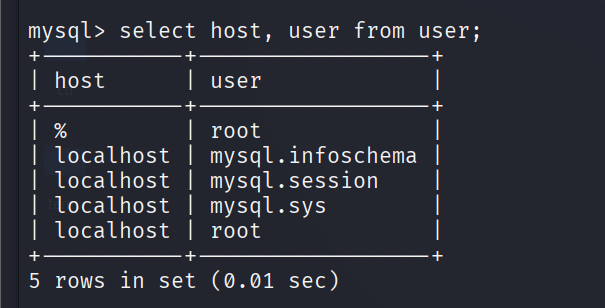 mysql> select host, user from user;
+-----------+------------------+
| host      | user             |
+-----------+------------------+
| %         | root             |
| localhost | mysql.infoschema |
| localhost | mysql.session    |
| localhost | mysql.sys        |
| localhost | root             |
+-----------+------------------+
5 rows in set (0.01 sec)